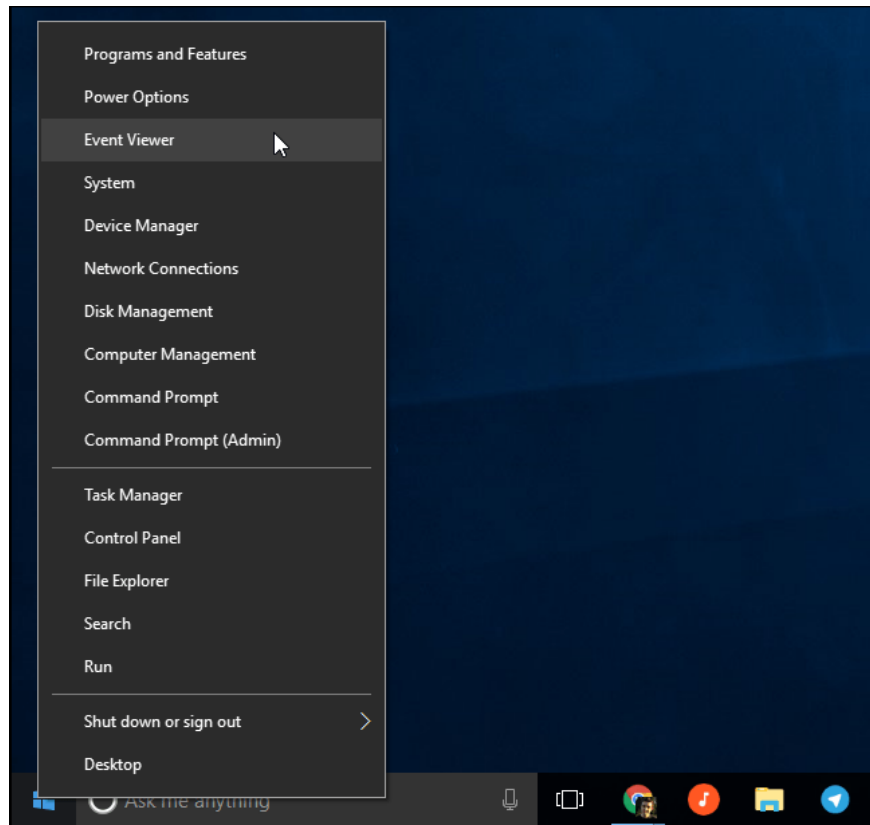 Programs and Features
Power Options
Event Viewer
System
Device Manager
Network Connections
Disk Management
Computer Management
Command Prompt
Command Prompt (Admin)
Task Manager
Control Panel
File Explorer
Search
Run
Shut down or sign out
Desktop
Ask me anything